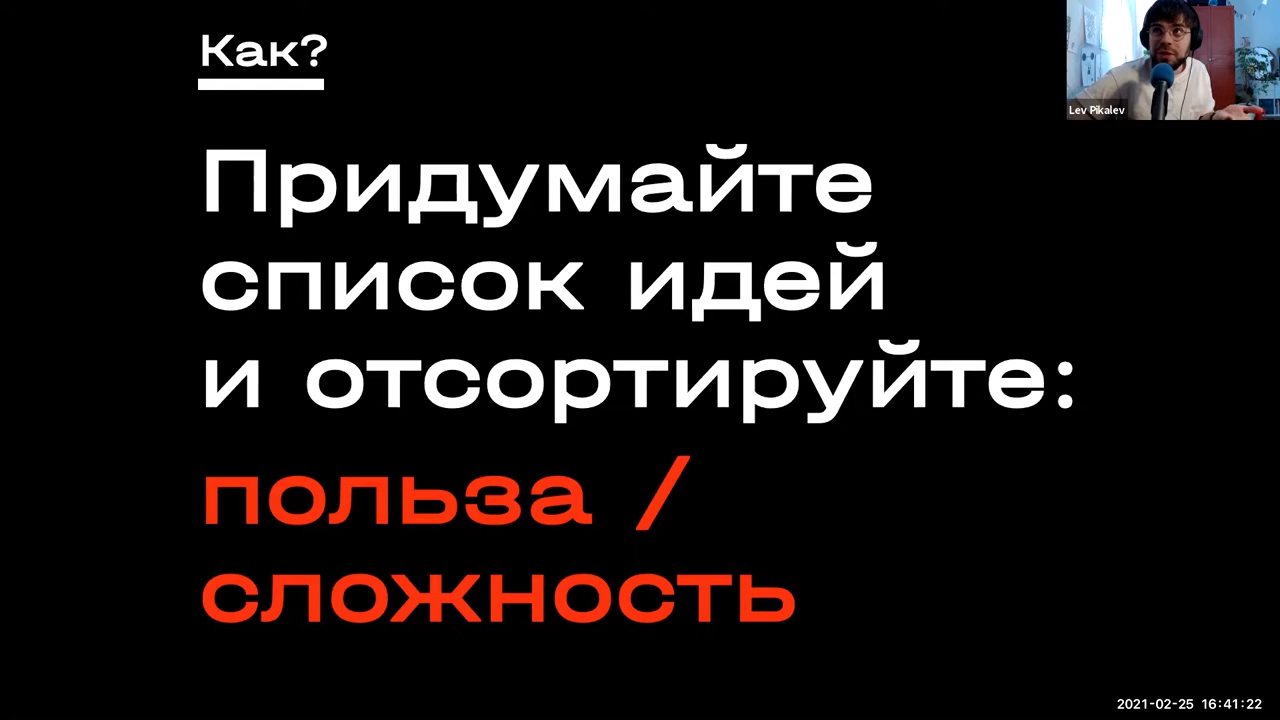 Как?
Lev Pikalev
Придумайте
список идей
и отсортируйте:
польза /
сложность
2021-02-25 16:41:22